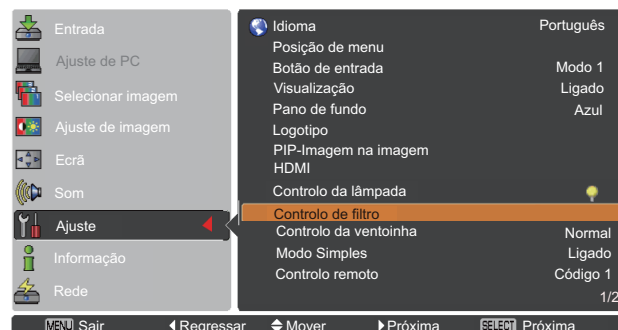 Entrada
Ajuste de PC
Selecionar imagem
Ajuste de imagem
Ecrã
Som
Ajuste
Informação
Rede
Idioma Português
Posição de menu
Botão de entrada Modo 1
Visualização Ligado
Pano de fundo Azul
Logotipo
PIP-Imagem na imagem
HDMI
Controlo da lâmpada
Controlo de filtro
Controlo da ventoinha Normal
Modo Simples Ligado
Controlo remoto Código 1
1/2
MENU Sair Regressar Mover Próxima SELECT Próxima